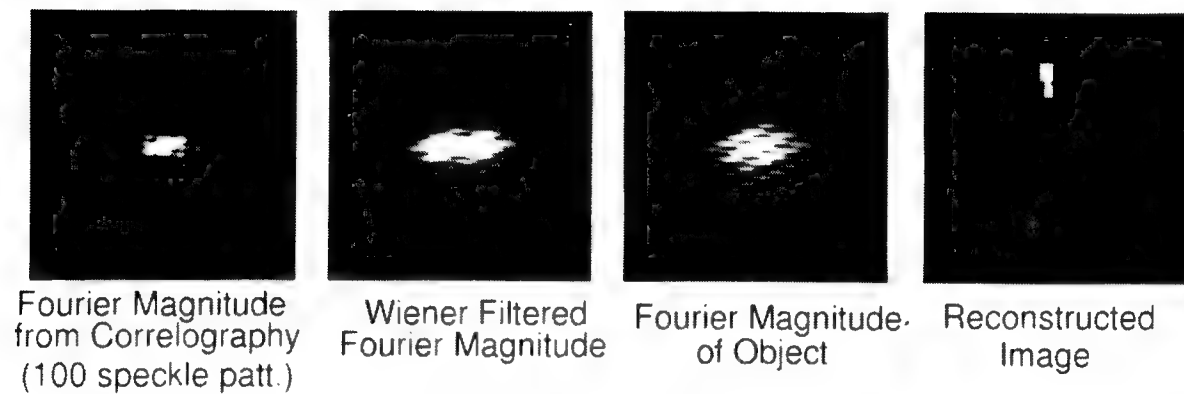 Fourier Magnitude
from Correlography
(100 speckle patt.)
Wiener Filtered
Fourier Magnitude
Fourier Magnitude.
of Object
Reconstructed
Image